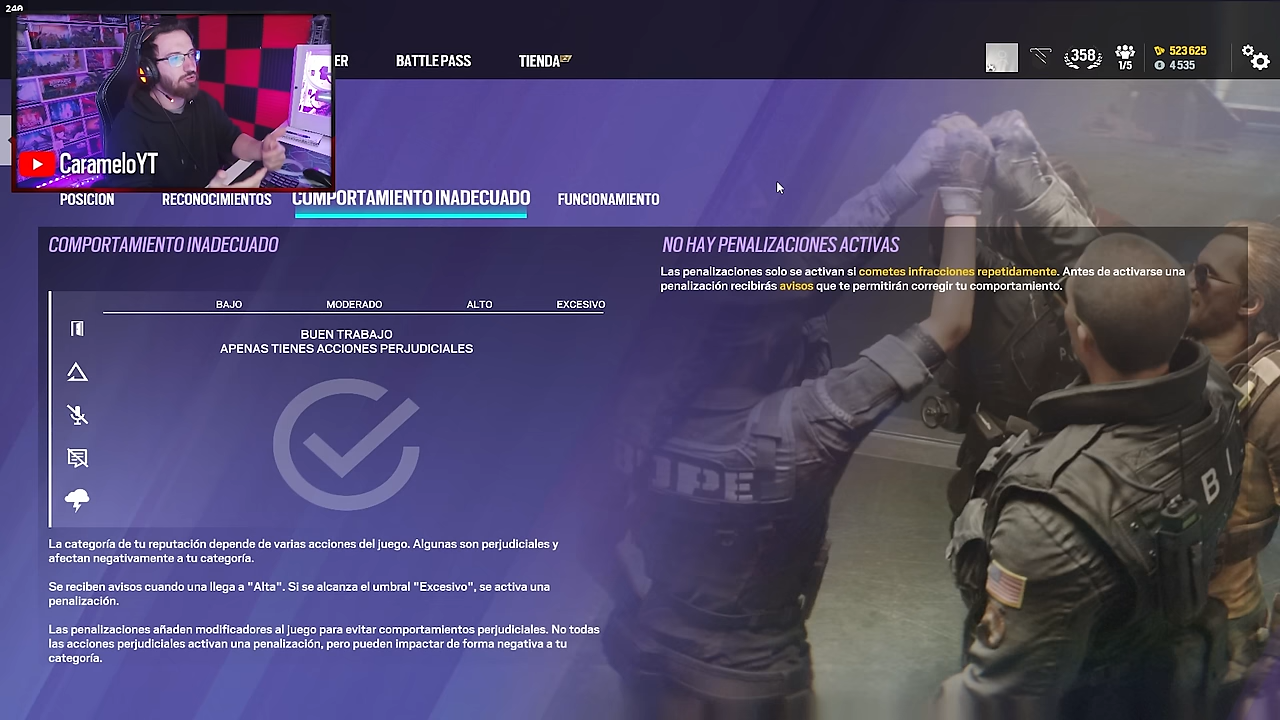 240
ER
BATTLE PASS
TIENDA
358
1/5
523 625
4535
CarameloYT
POSICIÓN
RECONOCIMIENTOS
COMPORTAMIENTO INADECUADO
FUNCIONAMIENTO
COMPORTAMIENTO INADECUADO
BAJO
MODERADO
ALTO
EXCESIVO
BUEN TRABAJO
APENAS TIENES ACCIONES PERJUDICIALES
La categoría de tu reputación depende de varias acciones del juego. Algunas son perjudiciales y
afectan negativamente a tu categoría.
Se reciben avisos cuando una llega a "Alta". Si se alcanza el umbral "Excesivo", se activa una
penalización.
Las penalizaciones añaden modificadores al juego para evitar comportamientos perjudiciales. No todas
las acciones perjudiciales activan una penalización, pero pueden impactar de forma negativa a tu
categoría.
NO HAY PENALIZACIONES ACTIVAS
Las penalizaciones solo se activan si cometes infracciones repetidamente. Antes de activarse una
penalización recibirás avisos que te permitirán corregir tu comportamiento.
B I